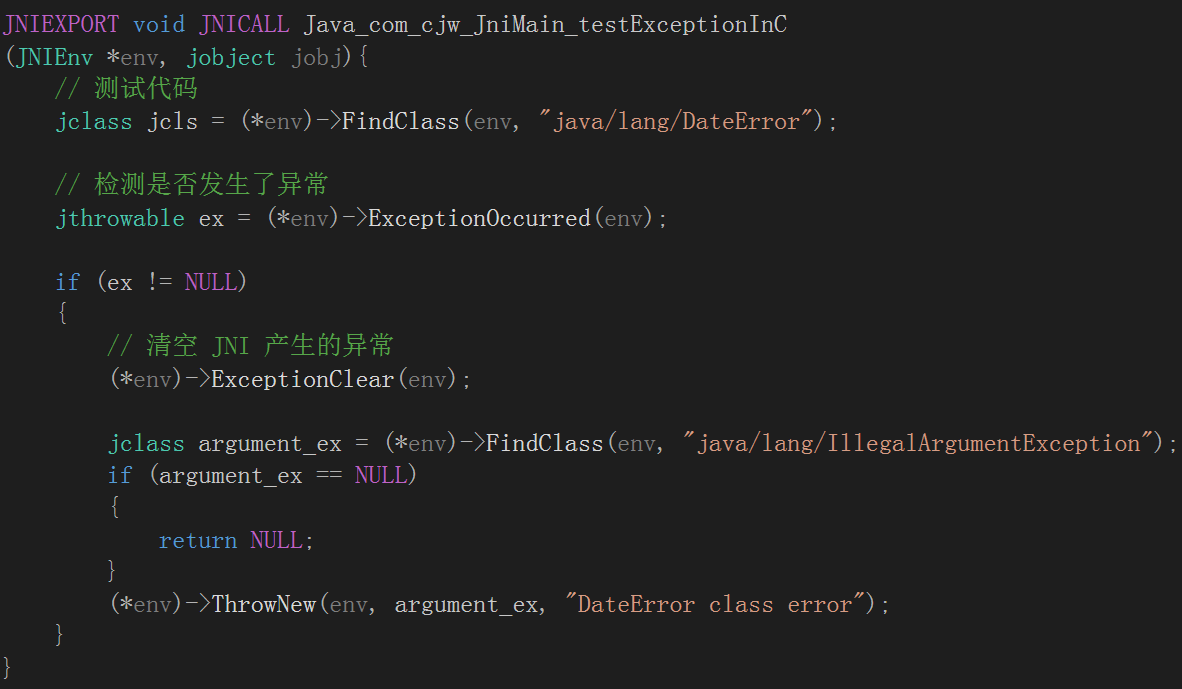 JNIEXPORT void JNICALL Java_com_cjw_JniMain_testExceptionInC
(JNIEnv *env, jobject jobj){
// 测试代码
jclass jcls = (*env)->FindClass(env, "java/lang/DateError");
// 检测是否发生了异常
jthrowable ex = (*env)->ExceptionOccurred(env);
if (ex != NULL)
{
// 清空 JNI 产生的异常
(*env)->ExceptionClear(env);
jclass argument_ex = (*env)->FindClass(env, "java/lang/IllegalArgumentException");
if (argument_ex == NULL)
{
return NULL;
}
(*env)->ThrowNew(env, argument_ex, "DateError class error");
}
}